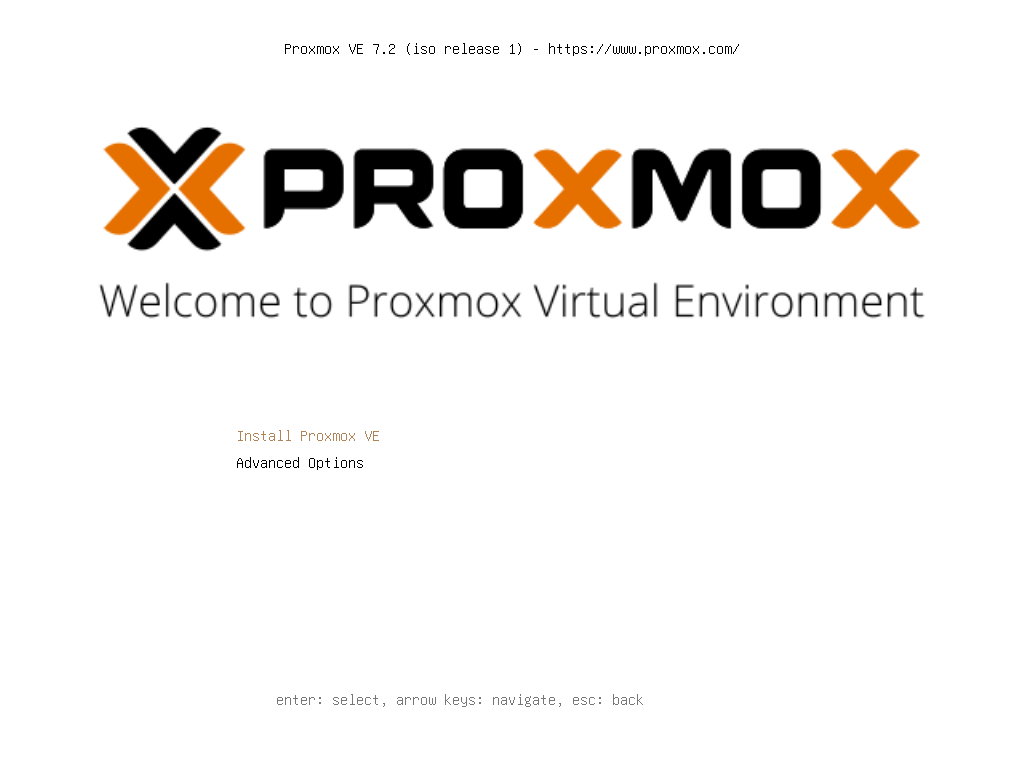 Proxmox VE 7.2 (iso release 1) - https://www.proxmox.com/
PROXMOX
Welcome to Proxmox Virtual Environment
Install Proxmox VE
Advanced Options
enter: select, arrow keys: navigate, esc: back